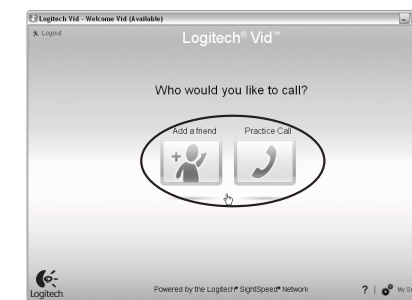 Logitech Vid - Welcome Vid (Available)
Logout
Logitech® Vid™
Who would you like to call?
Add a friend Practice Call
Logitech
Powered by the Logitech® SightSpeed® Network
? | My